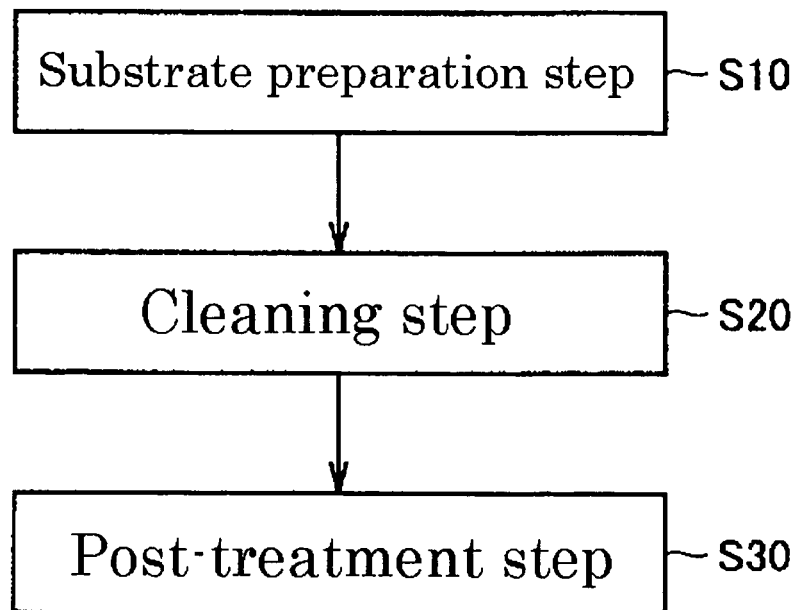 Substrate preparation step S10
Cleaning step S20
Post-treatment step S30